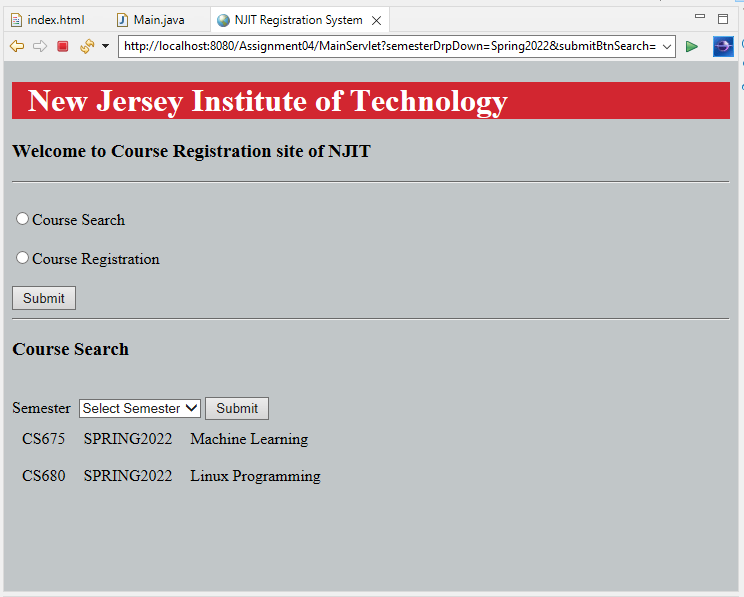 index.html Main.java NJIT Registration System
http://localhost:8080/Assignment04/MainServlet?semesterDrpDown=Spring2022&submitBtnSearch=
New Jersey Institute of Technology
Welcome to Course Registration site of NJIT
Course Search
Course Registration
Submit
Course Search
Semester Select Semester Submit
CS675 SPRING2022 Machine Learning
CS680 SPRING2022 Linux Programming